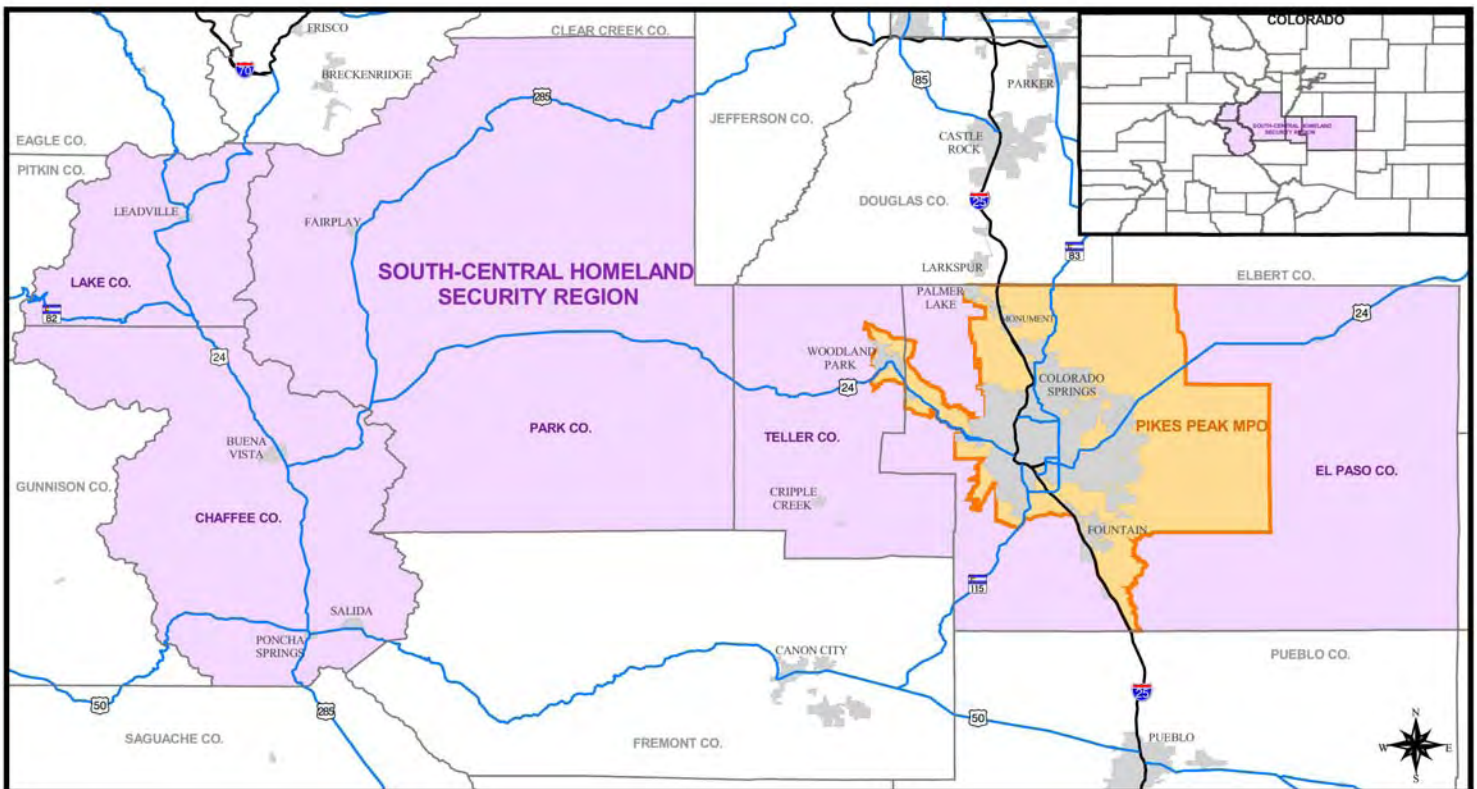 FRISCO
CLEAR CREEK CO.
COLORADO
70
BRECKENRIDGE
285
85
PARKER
JEFFERSON CO.
CASTLE
ROCK
SOUTH-CENTRAL HOMELAND
SECURITY REGION
EAGLE CO.
PITKIN CO.
LEADVILLE
FAIRPLAY
DOUGLAS CO.
25
83
SOUTH-CENTRAL HOMELAND
SECURITY REGION
LARKSPUR
ELBERT CO.
LAKE CO.
82
PALMER
LAKE
MONUMENT
24
24
WOODLAND
PARK
24
COLORADO
SPRINGS
PIKES PEAK MPO
PARK CO.
TELLER CO.
BUENA
VISTA
EL PASO CO.
GUNNISON CO.
CRIPPLE
CREEK
CHAFFEE CO.
FOUNTAIN
115
SALIDA
PONCHA
SPRINGS
CANON CITY
PUEBLO CO.
50
285
25
50
SAGUACHE CO.
FREMONT CO.
PUEBLO
N
W E
S